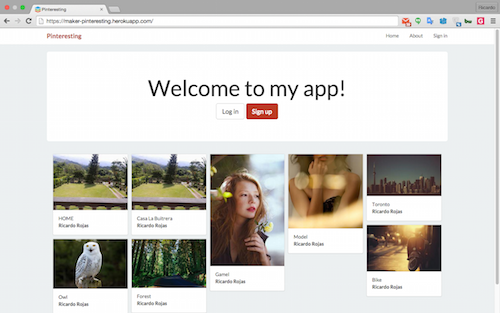 Pinteresting
Ricardo
https://maker-pinteresting.herokuapp.com/
Pinteresting
Home
About
Sign In
Welcome to my app!
Log in
Sign up
HOME
Ricardo Rojas
Casa La Buitrera
Ricardo Rojas
Gamel
Ricardo Rojas
Model
Ricardo Rojas
Toronto
Ricardo Rojas
Owl
Ricardo Rojas
Forest
Ricardo Rojas
Bike
Ricardo Rojas